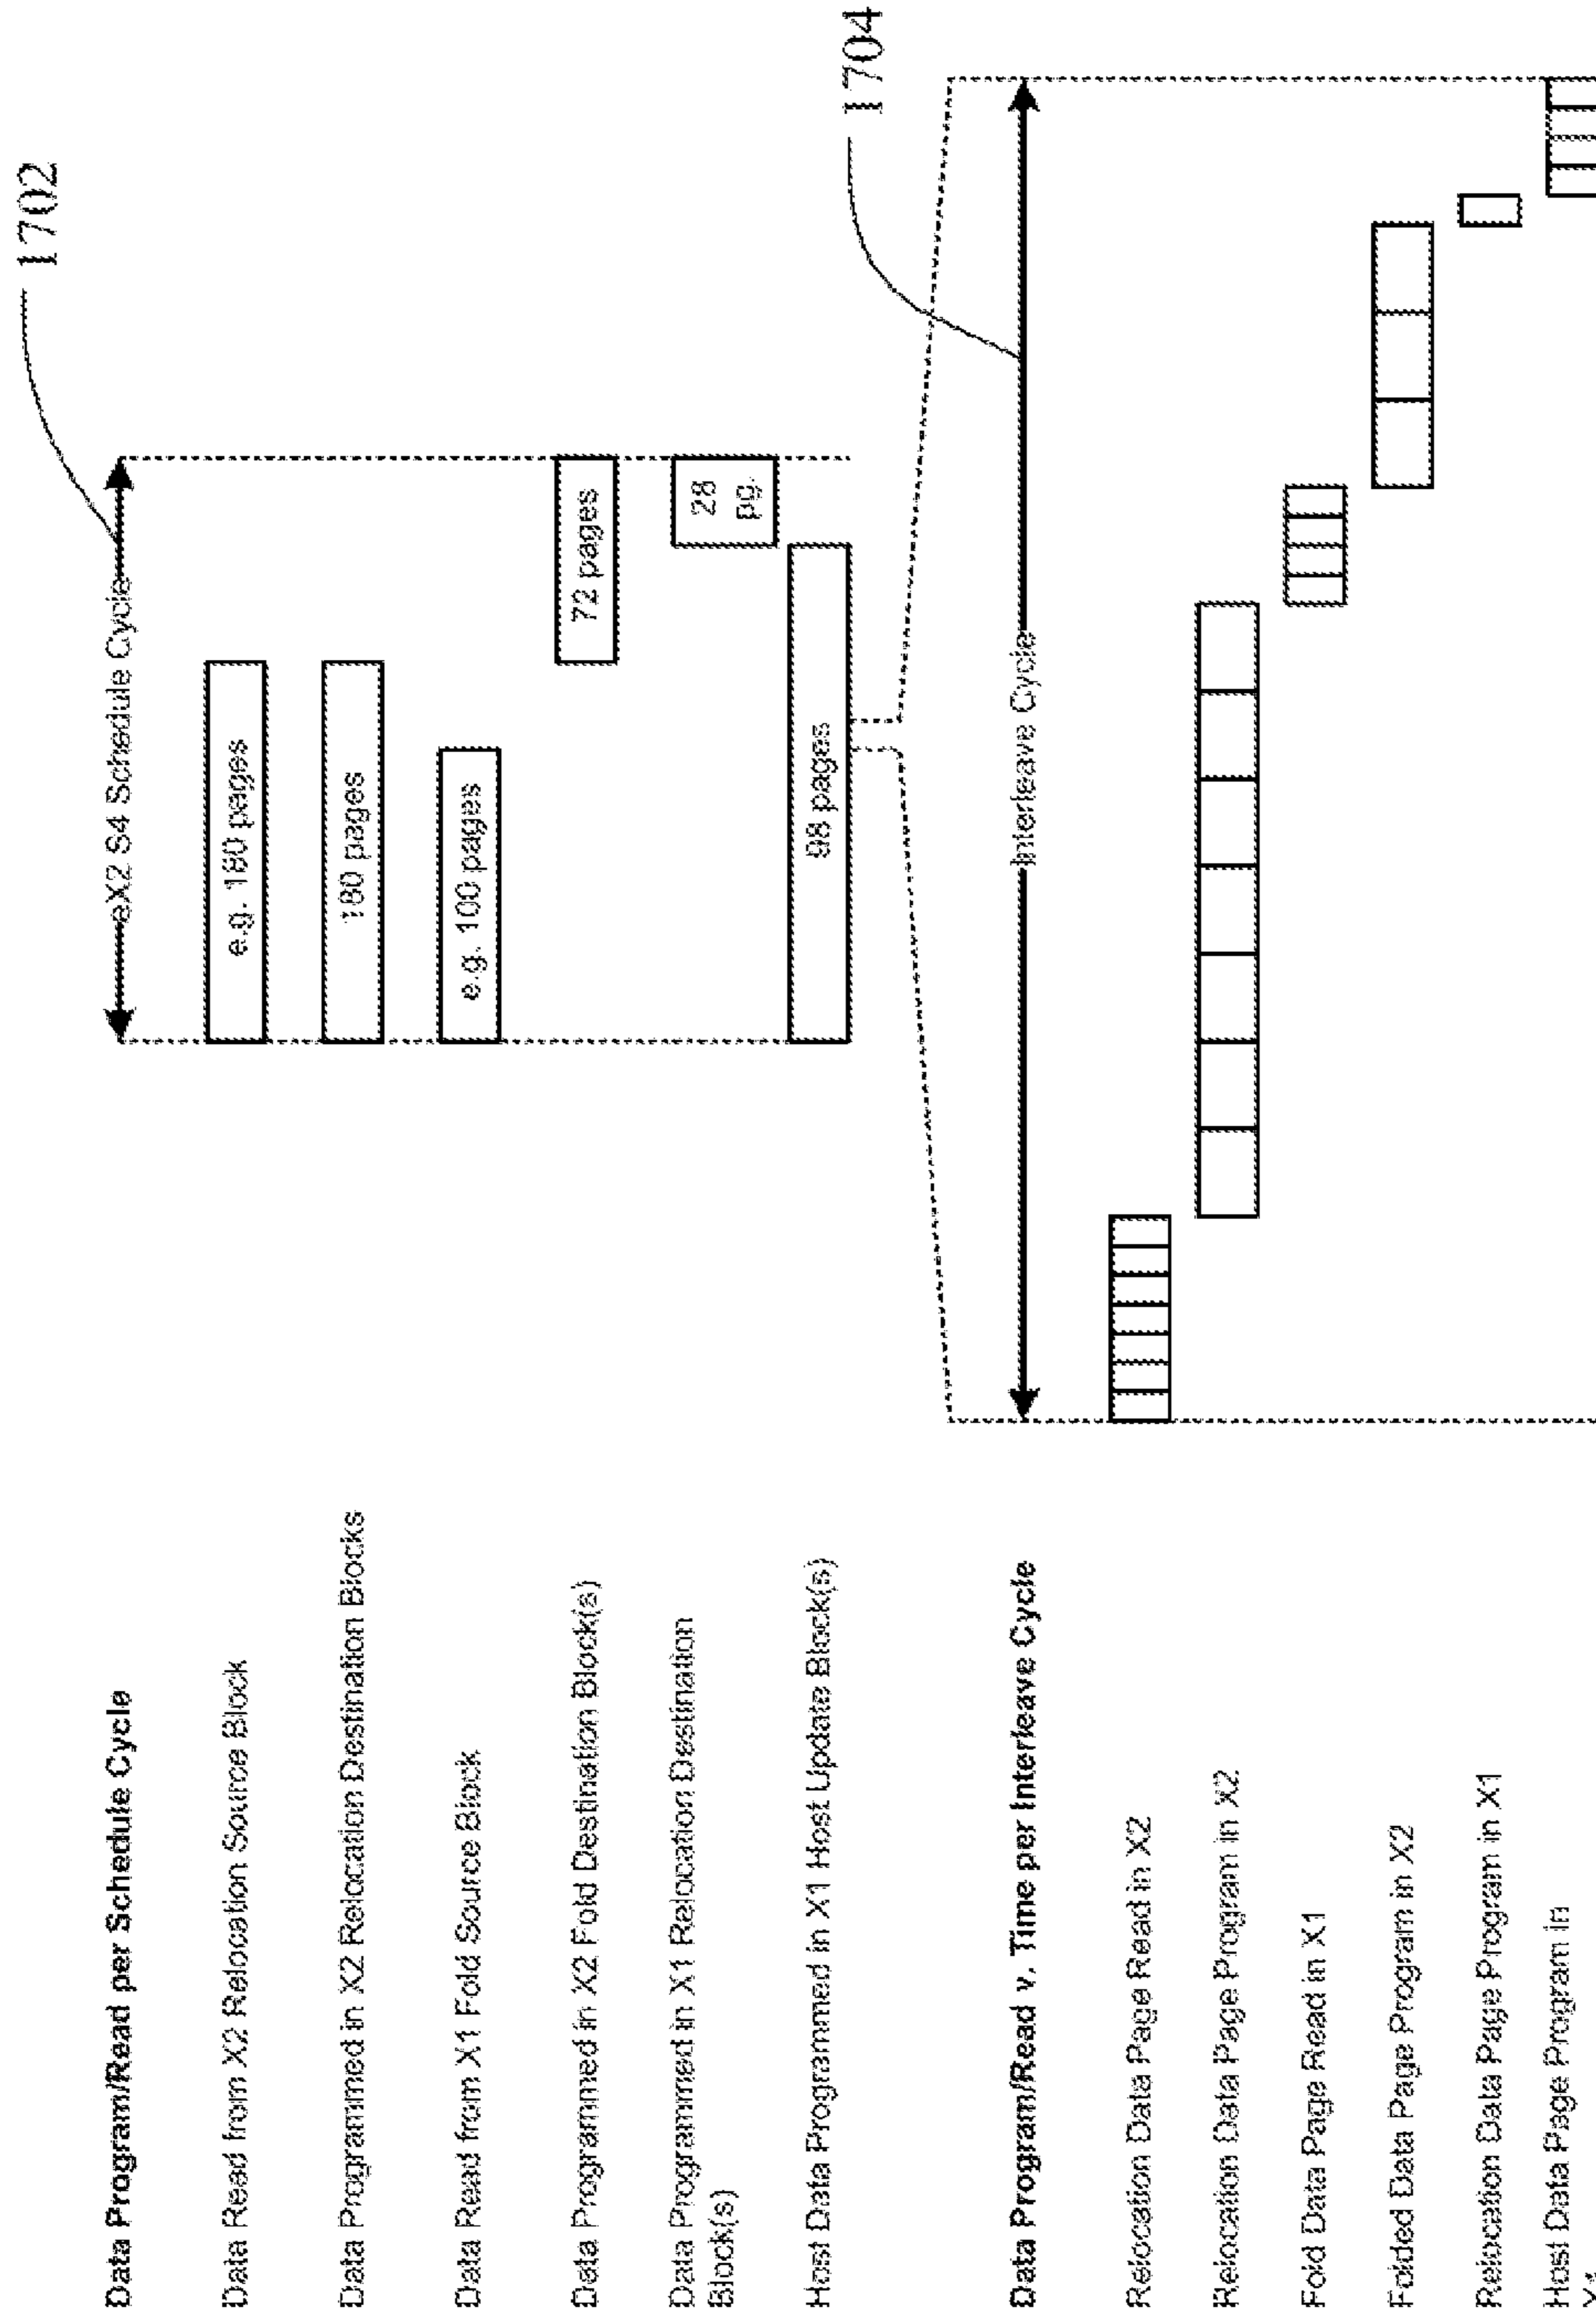 1702
eX2 S4 Schedule Cycle
Data Program/Read per Schedule Cycle
Data Read from X2 Relocation Source Block
e.g. 180 pages
Data Programmed in X2 Relocation Destination Blocks
180 pages
Data Read from X1 Fold Source Block
e.g. 100 pages
Data Programmed in X2 Fold Destination Block(s)
72 pages
Data Programmed in X1 Relocation Destination
Block(s)
28
pg.
Host Data Programmed in X1 Host Update Block(s)
98 pages
1704
Data Program/Read v. Time per Interleave Cycle
Interleave Cycle
Relocation Data Page Read in X2
Relocation Data Page Program in X2
Fold Data Page Read in X1
Folded Data Page Program in X2
Relocation Data Page Program in X1
Host Data Page Program in